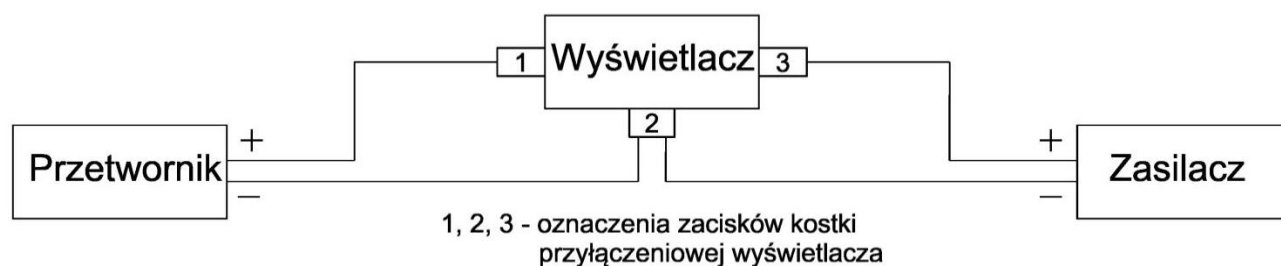 Wyświetlacz
1
3
2
Przetwornik
+
−
Zasilacz
+
−
1, 2, 3 - oznaczenia zacisków kostki
przyłączeniowej wyświetlacza